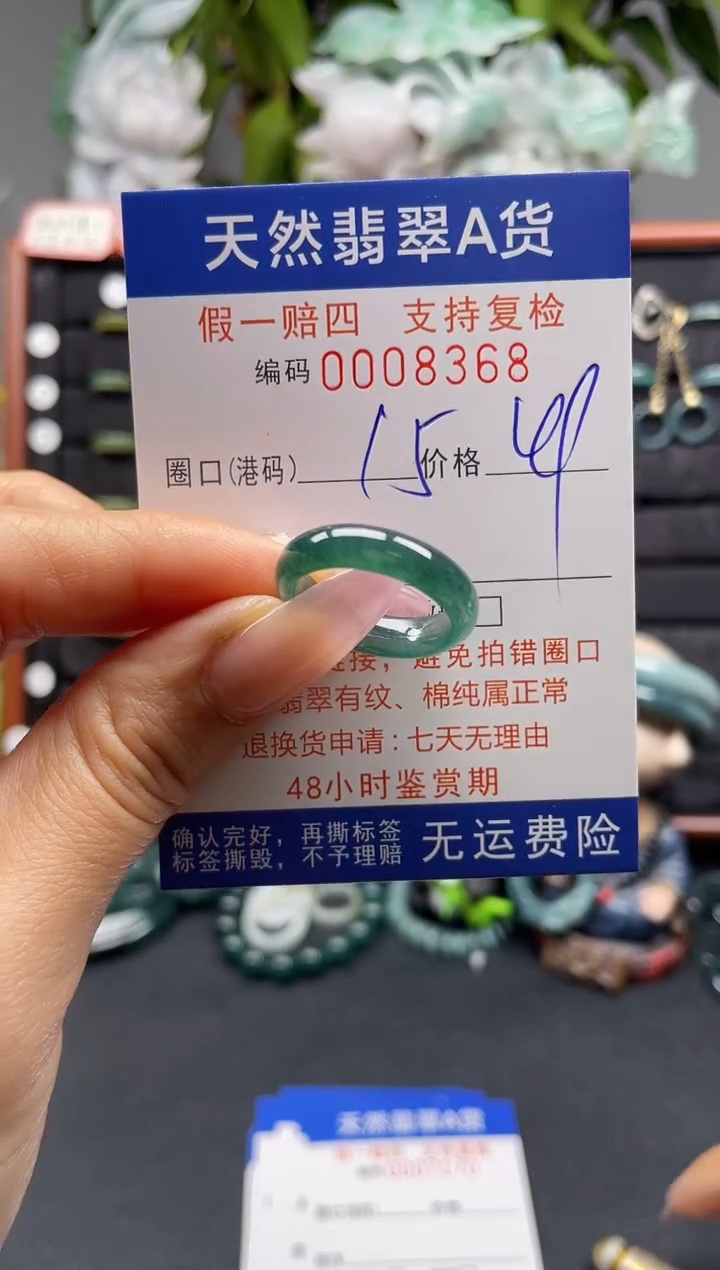 天然翡翠A货
假一赔四 支持复检
编码 0008368
圈口(港码) 15 价格
接，避免拍错圈口
翡翠有纹、棉纯属正常
退换货申请：七天无理由
48小时鉴赏期
确认完好，再撕标签
标签撕毁，不予理赔
无运费险
天然翡翠A货